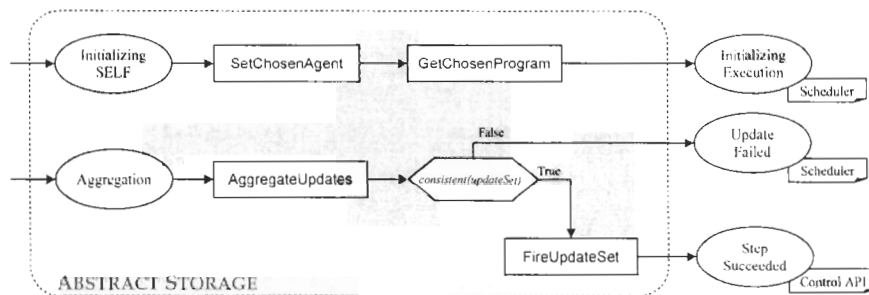 Initializing
SELF
SetChosenAgent
GetChosenProgram
Initializing
Execution
Scheduler
False
Update
Failed
Scheduler
Aggregation
AggregateUpdates
consistent(updateSet)
True
FireUpdateSet
Step
Succeeded
Control API
ABSTRACT STORAGE